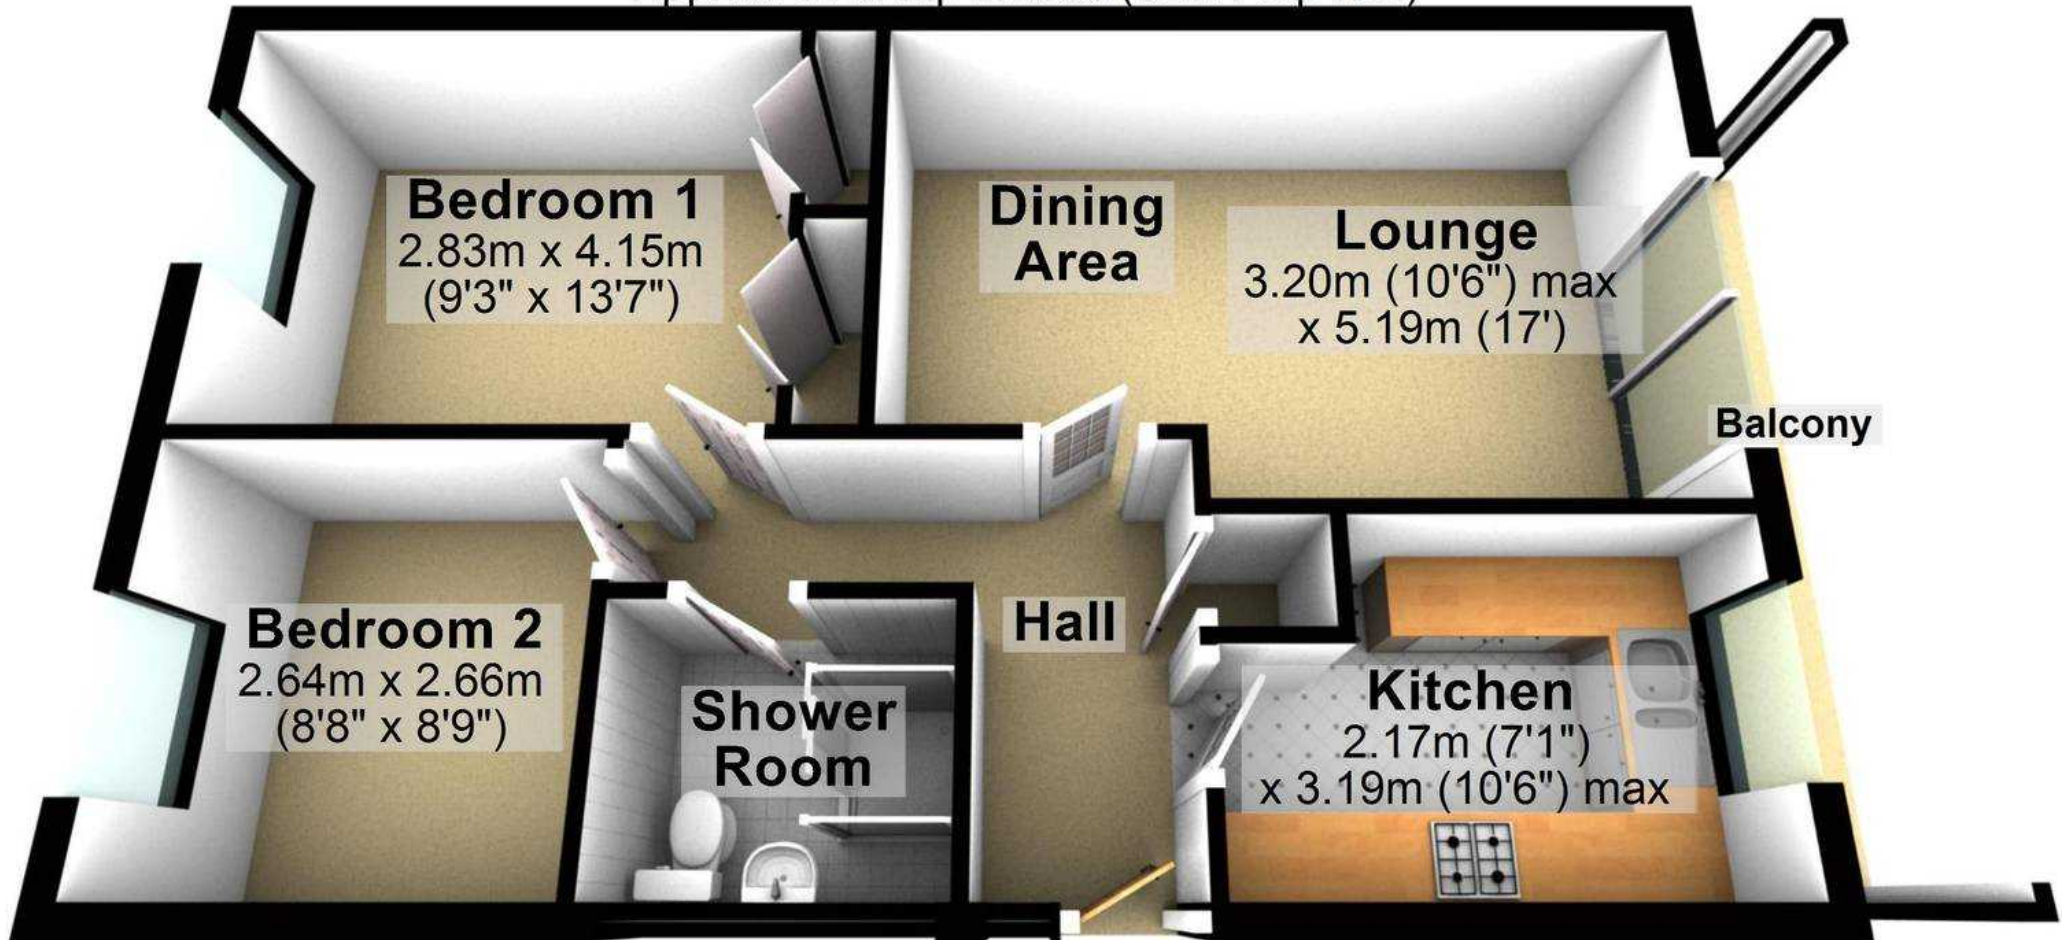 Bedroom 1
2.83m x 4.15m
(9'3" x 13'7")
Dining
Area
Lounge
3.20m (10'6") max
x 5.19m (17')
Balcony
Bedroom 2
2.64m x 2.66m
(8'8" x 8'9")
Shower
Room
Hall
Kitchen
2.17m (7'1")
x 3.19m (10'6") max